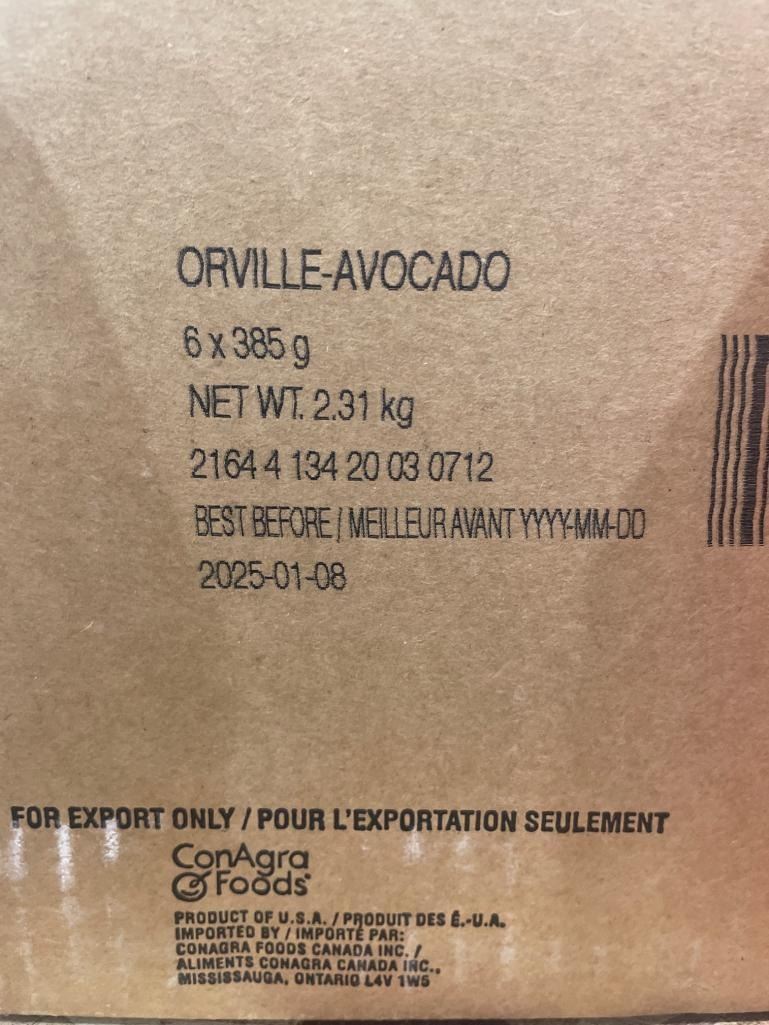 ORVILLE-AVOCADO
6 x 385 g
NET WT. 2.31 kg
2164 4 134 20 03 0712
BEST BEFORE / MEILLEUR AVANT YYYY-MM-DD
2025-01-08
FOR EXPORT ONLY / POUR L'EXPORTATION SEULEMENT
ConAgra
Foods
PRODUCT OF U.S.A. / PRODUIT DES É.-U.A.
IMPORTED BY / IMPORTÉ PAR:
CONAGRA FOODS CANADA INC. /
ALIMENTS CONAGRA CANADA INC.,
MISSISSAUGA, ONTARIO L4V 1W5